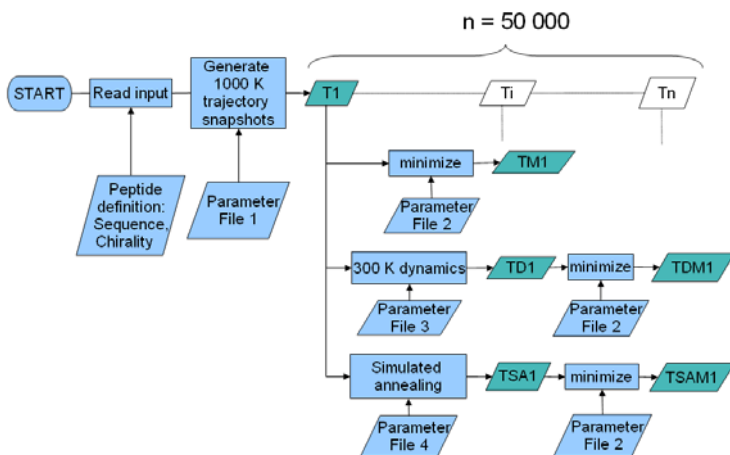 n = 50 000
START
Read input
Generate
1000 K
trajectory
snapshots
T1
Ti
Tn
Peptide
definition:
Sequence,
Chirality
Parameter
File 1
minimize
TM1
Parameter
File 2
300 K dynamics
TD1
minimize
TDM1
Parameter
File 3
Parameter
File 2
Simulated
annealing
TSA1
minimize
TSAM1
Parameter
File 4
Parameter
File 2